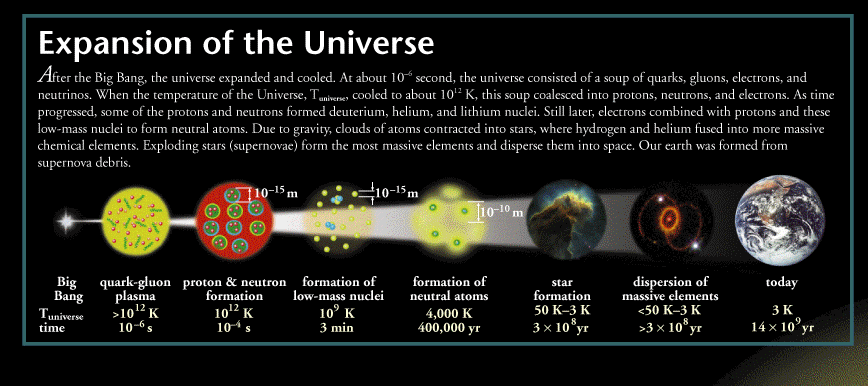 Expansion of the Universe
After the Big Bang, the universe expanded and cooled. At about 10⁻⁶ second, the universe consisted of a soup of quarks, gluons, electrons, and
neutrinos. When the temperature of the Universe, Tuniverse, cooled to about 10¹² K, this soup coalesced into protons, neutrons, and electrons. As time
progressed, some of the protons and neutrons formed deuterium, helium, and lithium nuclei. Still later, electrons combined with protons and these
low-mass nuclei to form neutral atoms. Due to gravity, clouds of atoms contracted into stars, where hydrogen and helium fused into more massive
chemical elements. Exploding stars (supernovae) form the most massive elements and disperse them into space. Our earth was formed from
supernova debris.
10⁻¹⁵ m 10⁻¹⁵ m 10⁻¹⁰ m
Big quark-gluon proton & neutron formation of formation of star dispersion of today
Bang plasma formation low-mass nuclei neutral atoms formation massive elements
Tuniverse >10¹² K 10¹² K 10⁹ K 4,000 K 50 K–3 K <50 K–3 K 3 K
time 10⁻⁶ s 10⁻⁴ s 3 min 400,000 yr 3 × 10⁸ yr >3 × 10⁸ yr 14 × 10⁹ yr